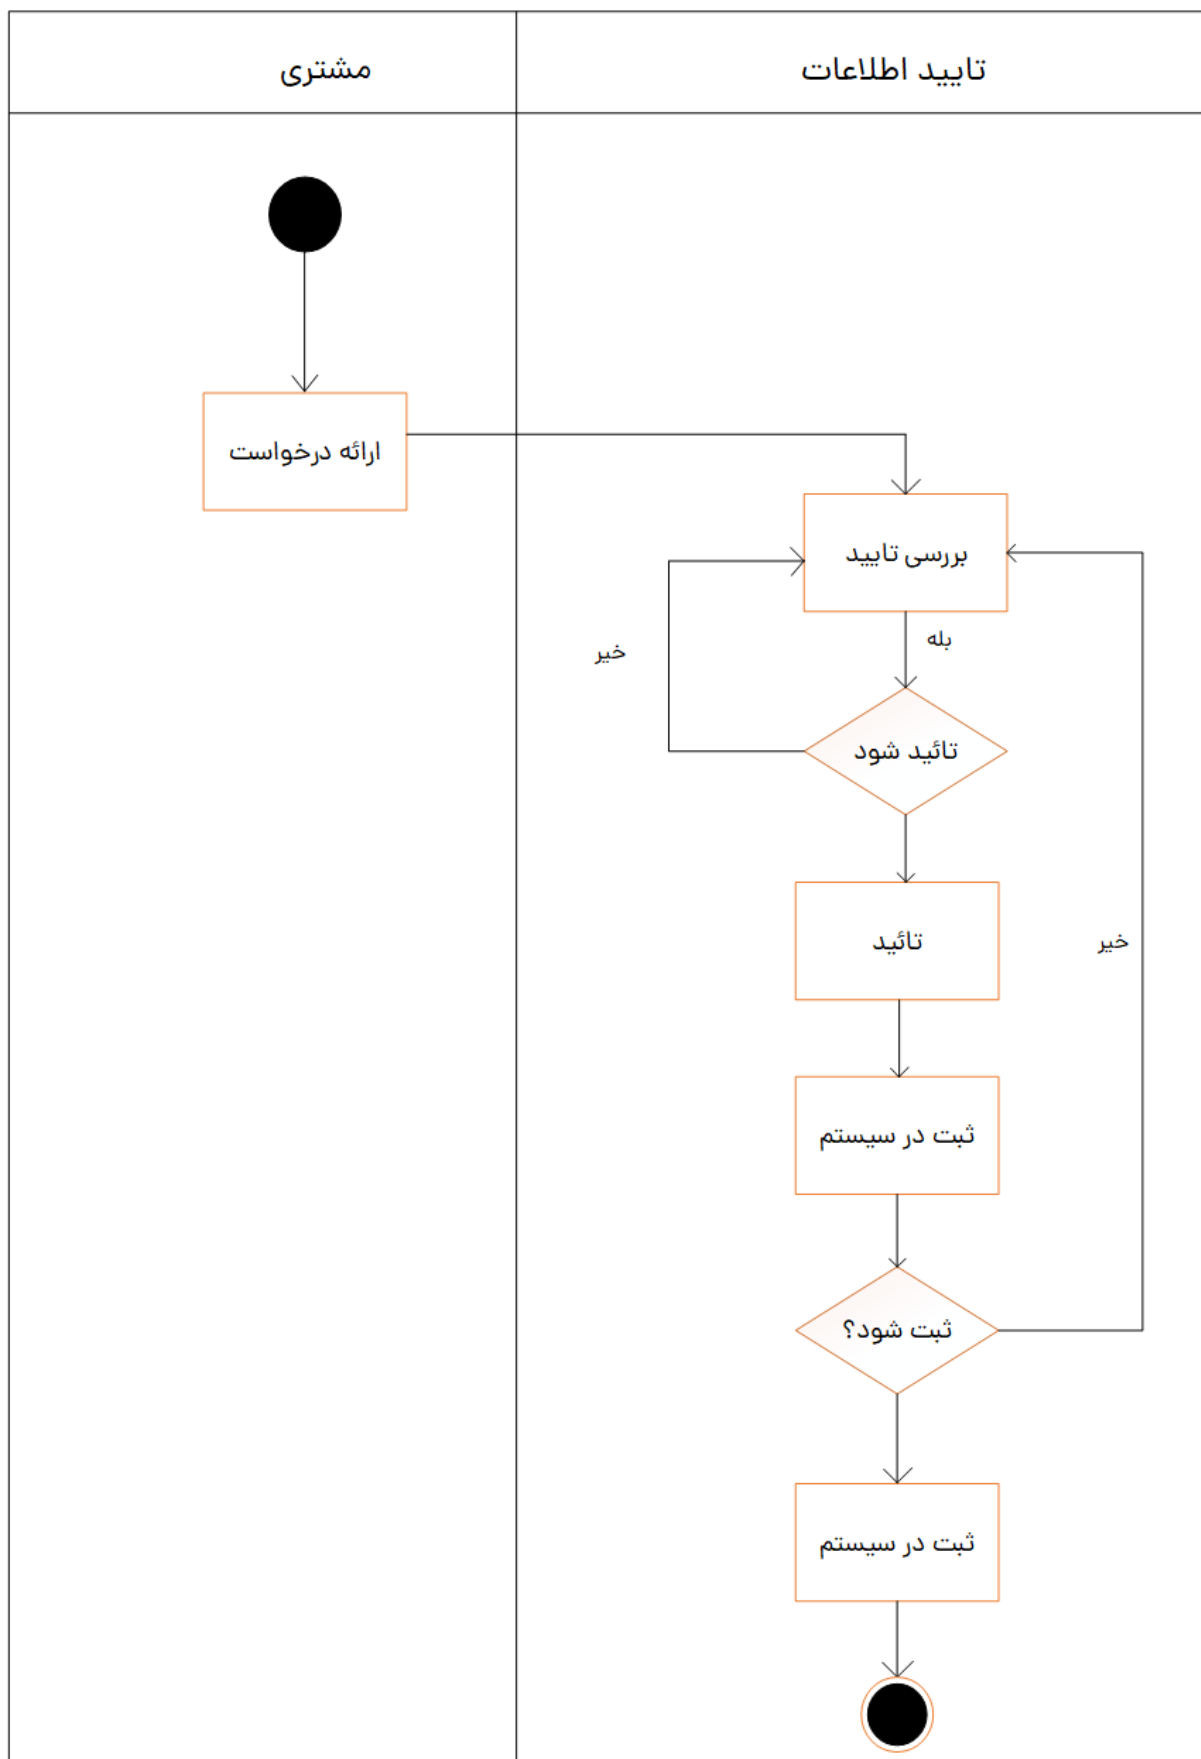 تایید اطلاعات
مشتری
ارائه درخواست
بررسی تایید
بله
خیر
تائید شود
تائید
خیر
ثبت در سیستم
ثبت شود؟
ثبت در سیستم